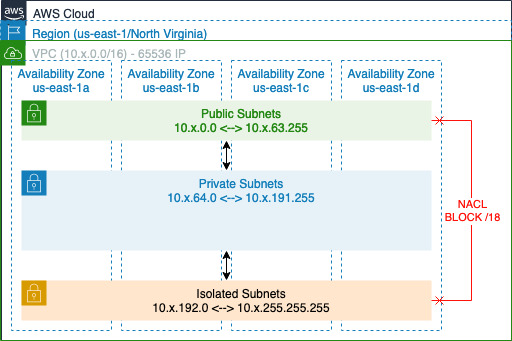 aws
AWS Cloud
Region (us-east-1/North Virginia)
VPC (10.x.0.0/16) - 65536 IP
Availability Zone
us-east-1a
Availability Zone
us-east-1b
Availability Zone
us-east-1c
Availability Zone
us-east-1d
Public Subnets
10.x.0.0 <--> 10.x.63.255
Private Subnets
10.x.64.0 <--> 10.x.191.255
NACL
BLOCK /18
Isolated Subnets
10.x.192.0 <--> 10.x.255.255.255